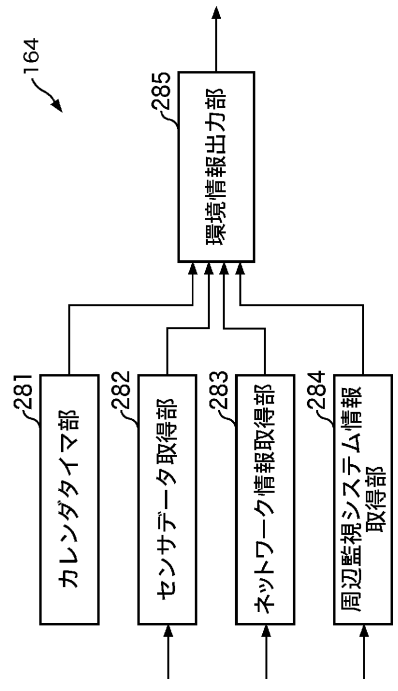 164
281
カレンダタイマ部
282
センサデータ取得部
283
ネットワーク情報取得部
284
周辺監視システム情報
取得部
285
環境情報出力部